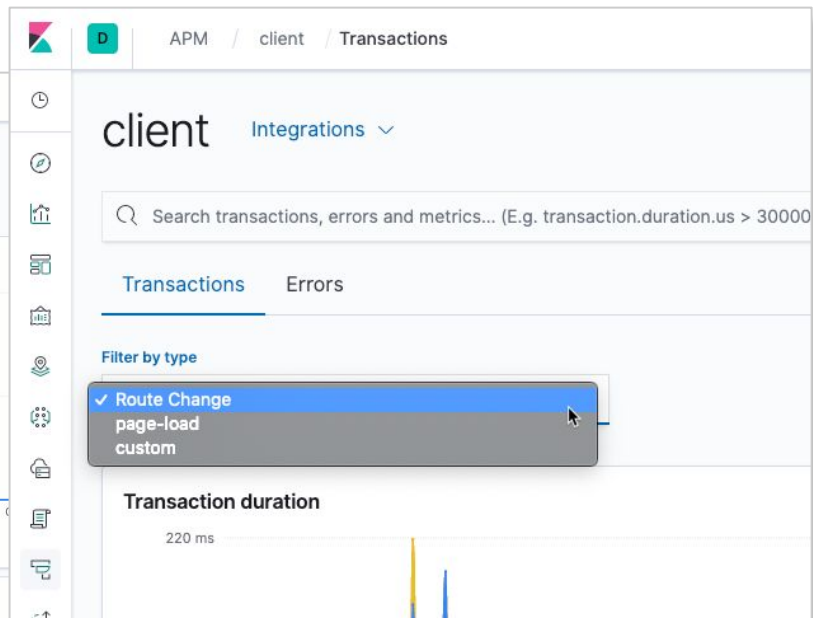 D APM / client / Transactions
client Integrations
Search transactions, errors and metrics... (E.g. transaction.duration.us > 30000
Transactions Errors
Filter by type
Route Change
page-load
custom
Transaction duration
220 ms